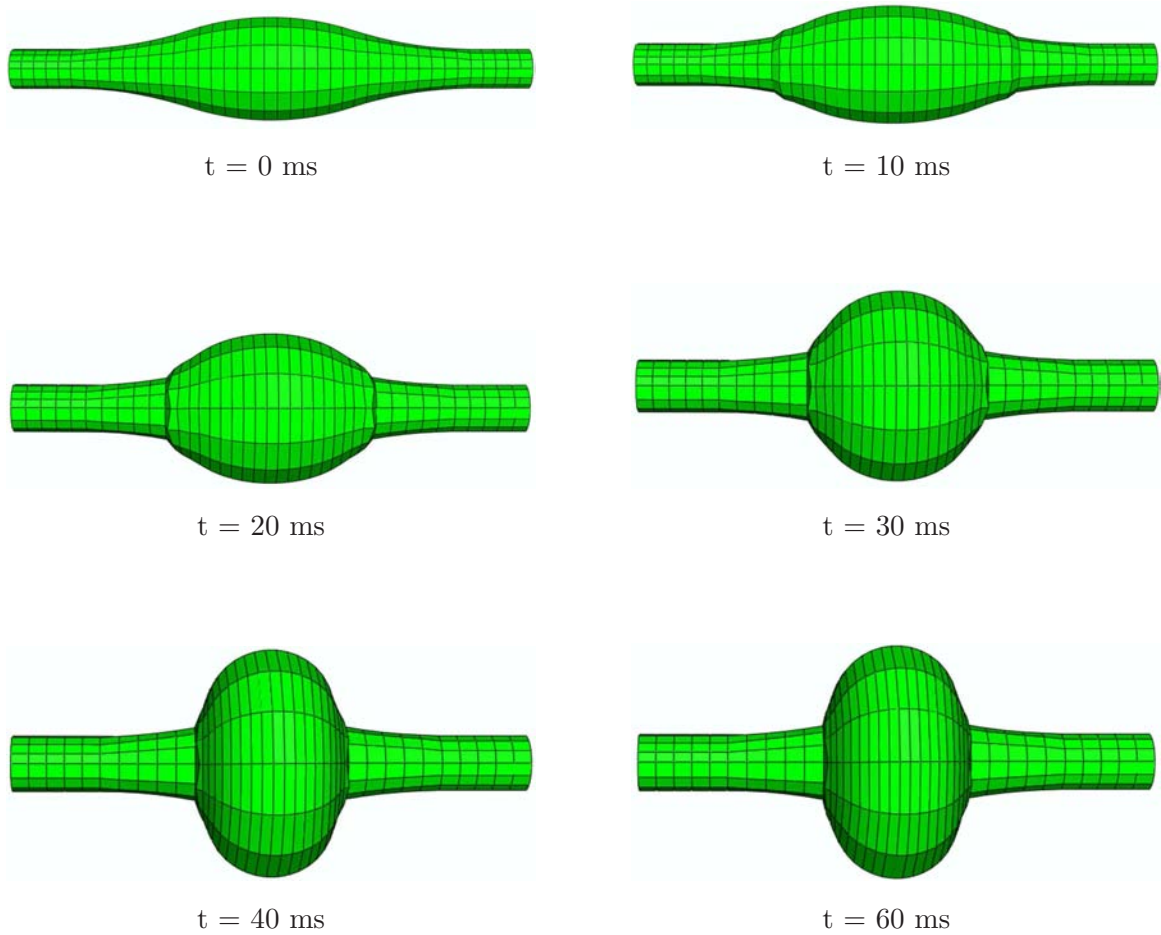 t = 0 ms
t = 10 ms
t = 20 ms
t = 30 ms
t = 40 ms
t = 60 ms